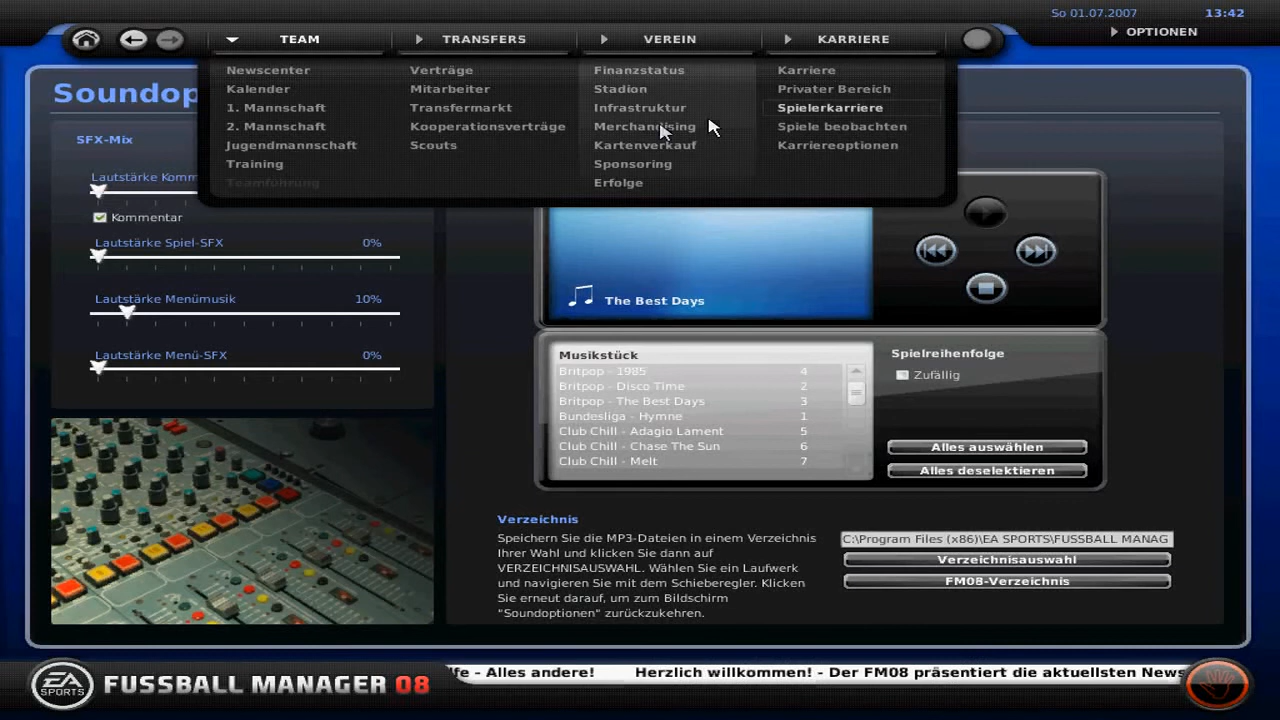 So 01.07.2007
13:42
TEAM
TRANSFERS
VEREIN
KARRIERE
OPTIONEN
Newscenter
Kalender
1. Mannschaft
2. Mannschaft
Jugendmannschaft
Training
Teamführung
Verträge
Mitarbeiter
Transfermarkt
Kooperationsverträge
Scouts
Finanzstatus
Stadion
Infrastruktur
Merchandising
Kartenverkauf
Sponsoring
Erfolge
Karriere
Privater Bereich
Spielerkarriere
Spiele beobachten
Karriereoptionen
Soundop
SFX-Mix
Lautstärke Komm
Kommentar
Lautstärke Spiel-SFX 0%
Lautstärke Menümusik 10%
Lautstärke Menü-SFX 0%
The Best Days
Musikstück
Britpop - 1985 4
Britpop - Disco Time 2
Britpop - The Best Days 3
Bundesliga - Hymne 1
Club Chill - Adagio Lament 5
Club Chill - Chase The Sun 6
Club Chill - Melt 7
Spielreihenfolge
Zufällig
Alles auswählen
Alles deselektieren
Verzeichnis
Speichern Sie die MP3-Dateien in einem Verzeichnis
Ihrer Wahl und klicken Sie dann auf
VERZEICHNISAUSWAHL. Wählen Sie ein Laufwerk
und navigieren Sie mit dem Schieberegler. Klicken
Sie erneut darauf, um zum Bildschirm
"Soundoptionen" zurückzukehren.
C:\Program Files (x86)\EA SPORTS\FUSSBALL MANAG
Verzeichnisauswahl
FM08-Verzeichnis
EA SPORTS
FUSSBALL MANAGER 08
fe - Alles andere! Herzlich willkommen! - Der FM08 präsentiert die aktuellsten News